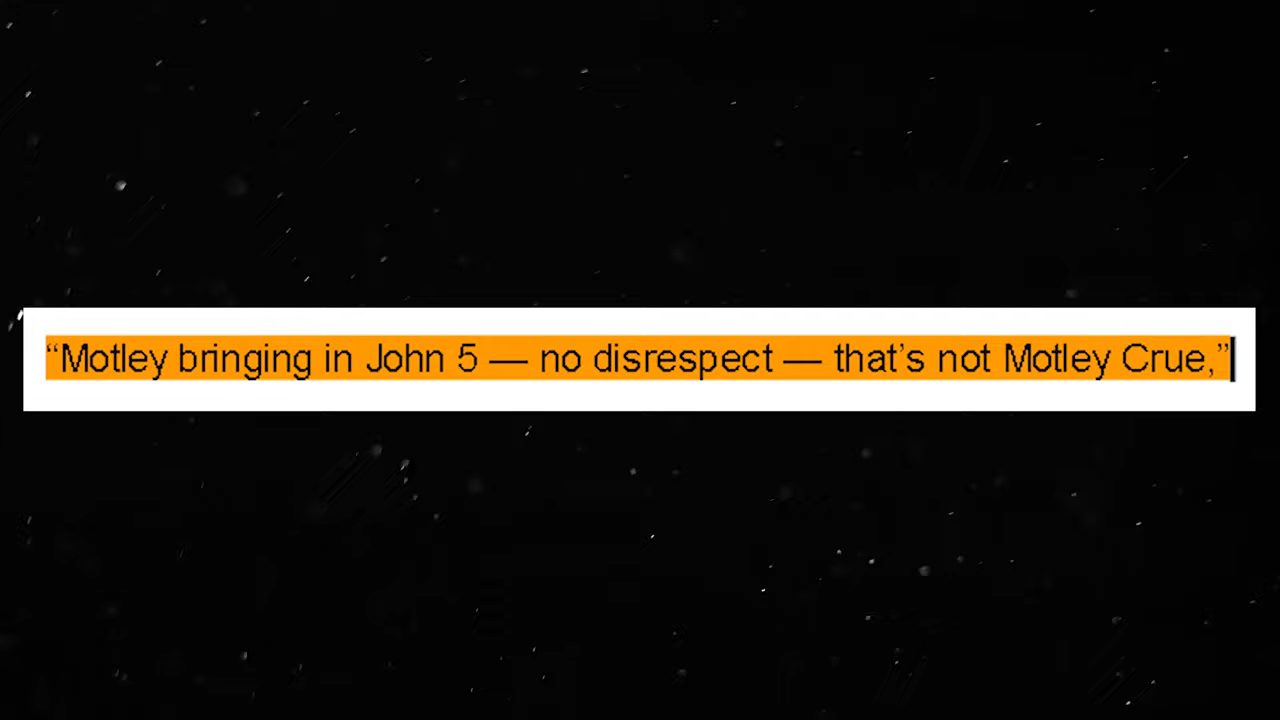 “Motley bringing in John 5 — no disrespect — that’s not Motley Crue,”